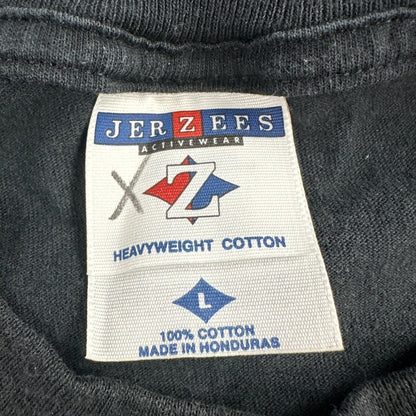 JERZEES
ACTIVEWEAR
X
Z
HEAVYWEIGHT COTTON
L
100% COTTON
MADE IN HONDURAS